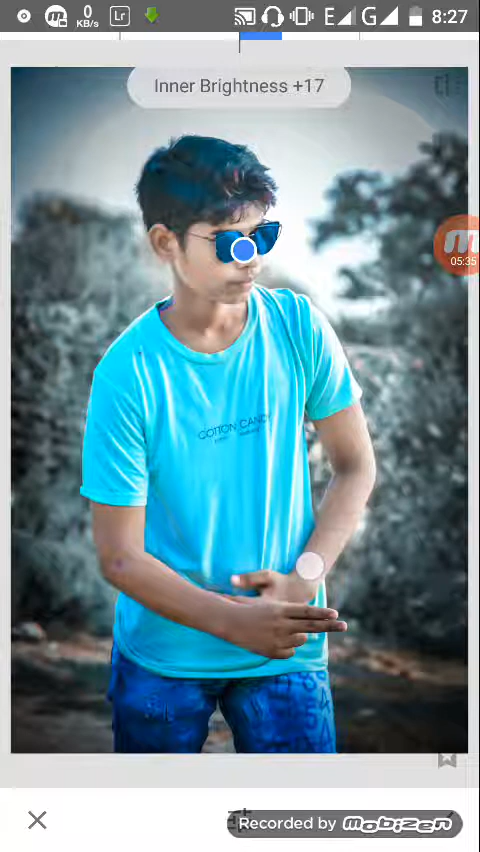 0
KB/s
Lr
E
G
8:27
Inner Brightness +17
05:35
COTTON CANDY
Recorded by MOBIZEN